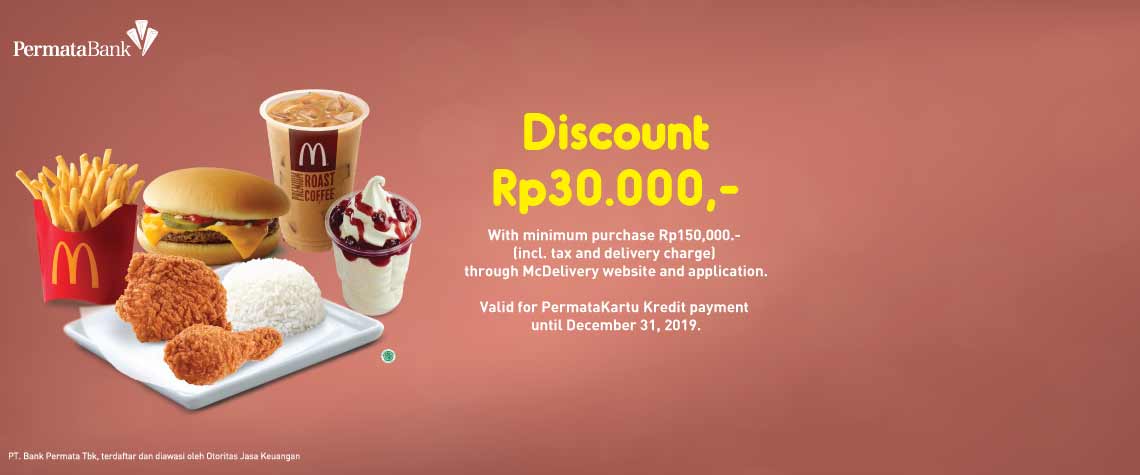 PermataBank
M
PREMIUM
ROAST
COFFEE
M
Discount
Rp30.000,-
With minimum purchase Rp150,000.-
(incl. tax and delivery charge)
through McDelivery website and application.
Valid for PermataKartu Kredit payment
until December 31, 2019.
PT. Bank Permata Tbk, terdaftar dan diawasi oleh Otoritas Jasa Keuangan